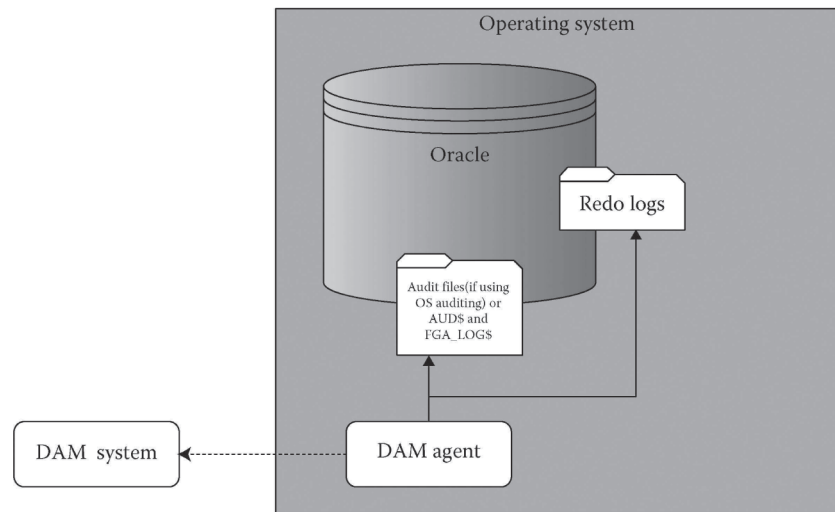 Operating system
Oracle
Redo logs
Audit files(if using
OS auditing) or
AUD$ and
FGA_LOG$
DAM system
DAM agent